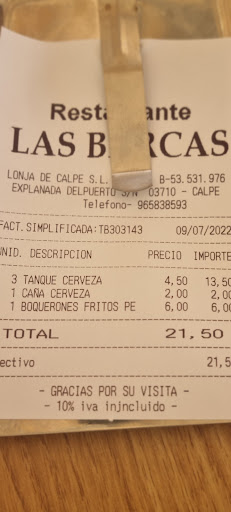 Rest nte
LAS B RCAS
LONJA DE CALPE S.L. B-53.531.976
EXPLANADA DELPUERTO S/N 03710 - CALPE
Telefono- 965838593
FACT.SIMPLIFICADA:TB303143 09/07/2022
UNID. DESCRIPCION PRECIO IMPORTE
3 TANQUE CERVEZA 4,50 13,50
1 CAÑA CERVEZA 2,00 2,00
1 BOQUERONES FRITOS PE 6,00 6,00
TOTAL 21,50
ectivo 21,5
- GRACIAS POR SU VISITA -
- 10% iva injncluido -